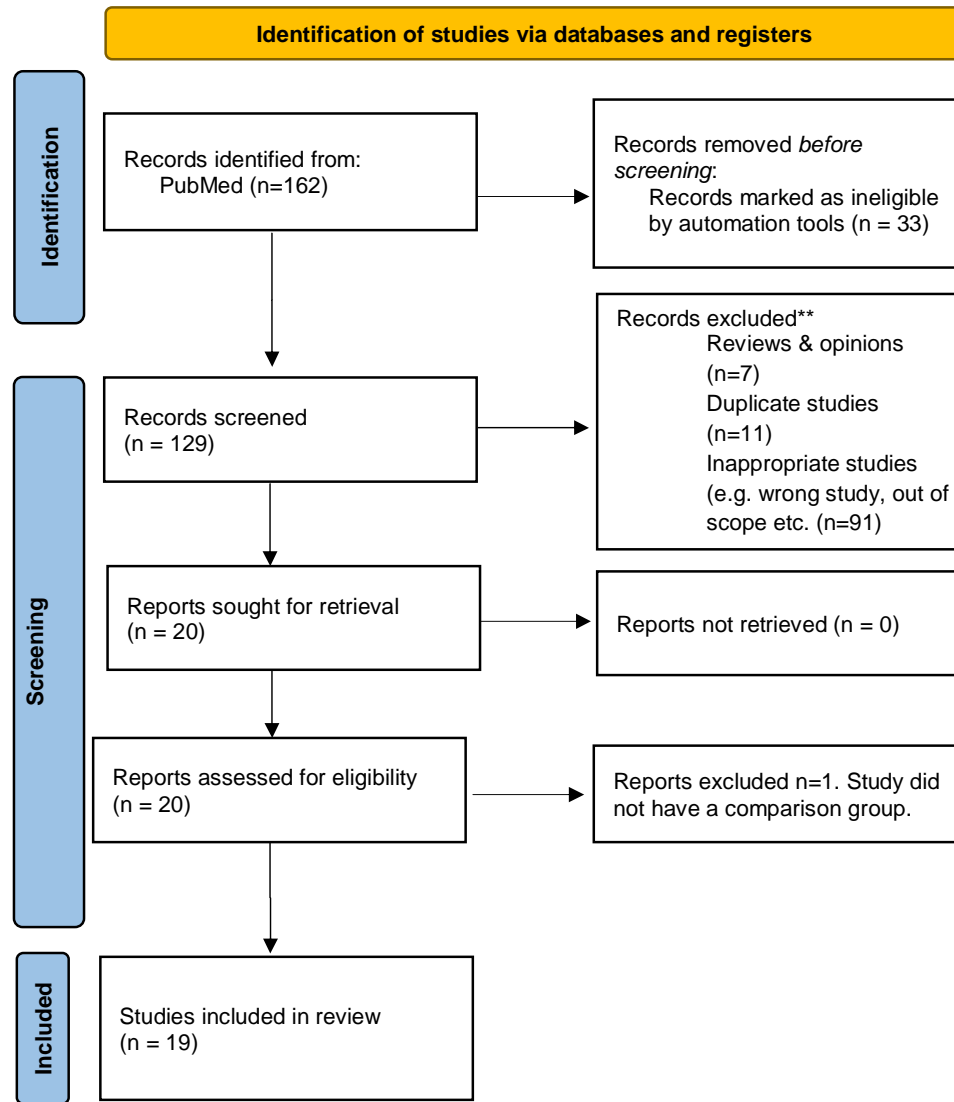 Identification of studies via databases and registers
Identification
Records identified from:
PubMed (n=162)
Records removed before
screening:
Records marked as ineligible
by automation tools (n = 33)
Screening
Records screened
(n = 129)
Records excluded**
Reviews & opinions
(n=7)
Duplicate studies
(n=11)
Inappropriate studies
(e.g. wrong study, out of
scope etc. (n=91)
Reports sought for retrieval
(n = 20)
Reports not retrieved (n = 0)
Reports assessed for eligibility
(n = 20)
Reports excluded n=1. Study did
not have a comparison group.
Included
Studies included in review
(n = 19)